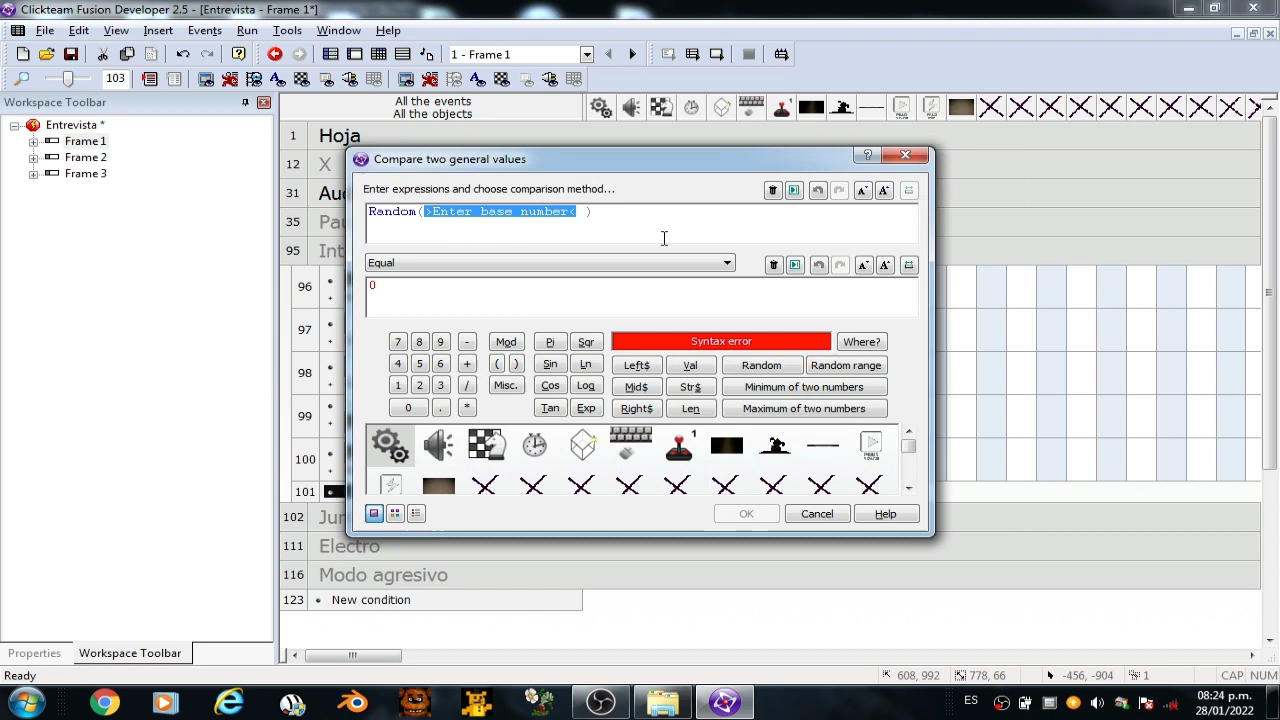 Clickteam Fusion Developer 2.5 - [Entrevista - Frame 1*]
File Edit View Insert Events Run Tools Window Help
1 - Frame 1
103
Workspace Toolbar
Entrevista *
Frame 1
Frame 2
Frame 3
All the events
All the objects
1 Hoja
12 X
31
35
95
96
97
98
99
100
101
102
111 Electro
116 Modo agresivo
123 New condition
Compare two general values
Enter expressions and choose comparison method...
Random(>Enter base number< )
Equal
0
7 8 9 - Mod Pi Sqr Syntax error Where?
4 5 6 + ( ) Sin Ln Left$ Val Random Random range
1 2 3 / Misc. Cos Log Mid$ Str$ Minimum of two numbers
0 . * Tan Exp Right$ Len Maximum of two numbers
1
OK Cancel Help
Properties Workspace Toolbar
Ready
608, 992 778, 66 -456, -904 1 CAP NUM
ES
08:24 p.m.
28/01/2022